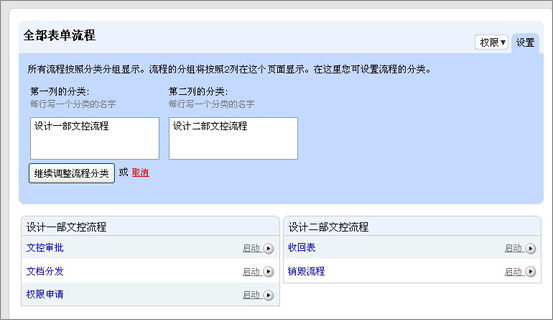 全部表单流程
权限▼ 设置
所有流程按照分类分组显示。流程的分组将按照2列在这个页面显示。在这里您可设置流程的分类。
第一列的分类: 第二列的分类:
每行写一个分类的名字 每行写一个分类的名字
设计一部文控流程 设计二部文控流程
继续调整流程分类 或 取消
设计一部文控流程 设计二部文控流程
文控审批 启动 收回表 启动
文档分发 启动 销毁流程 启动
权限申请 启动